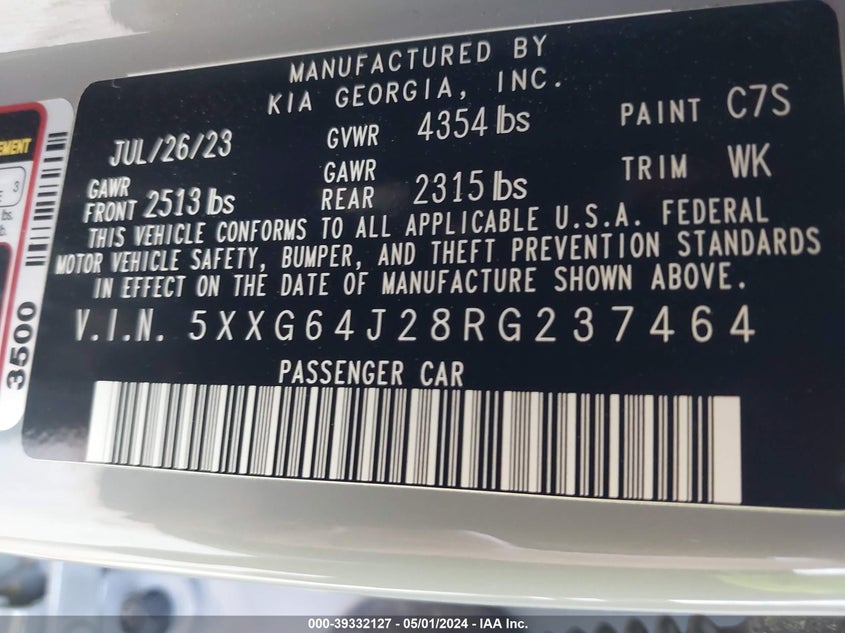 MANUFACTURED BY
KIA GEORGIA, INC.
JUL/26/23 GVWR 4354 lbs PAINT C7S
GAWR FRONT 2513 lbs GAWR REAR 2315 lbs TRIM WK
THIS VEHICLE CONFORMS TO ALL APPLICABLE U.S.A. FEDERAL
MOTOR VEHICLE SAFETY, BUMPER, AND THEFT PREVENTION STANDARDS
IN EFFECT ON THE DATE OF MANUFACTURE SHOWN ABOVE.
V.I.N. 5XXG64J28RG237464
PASSENGER CAR
3500
3
lbs.
000-39332127 - 05/01/2024 - IAA Inc.